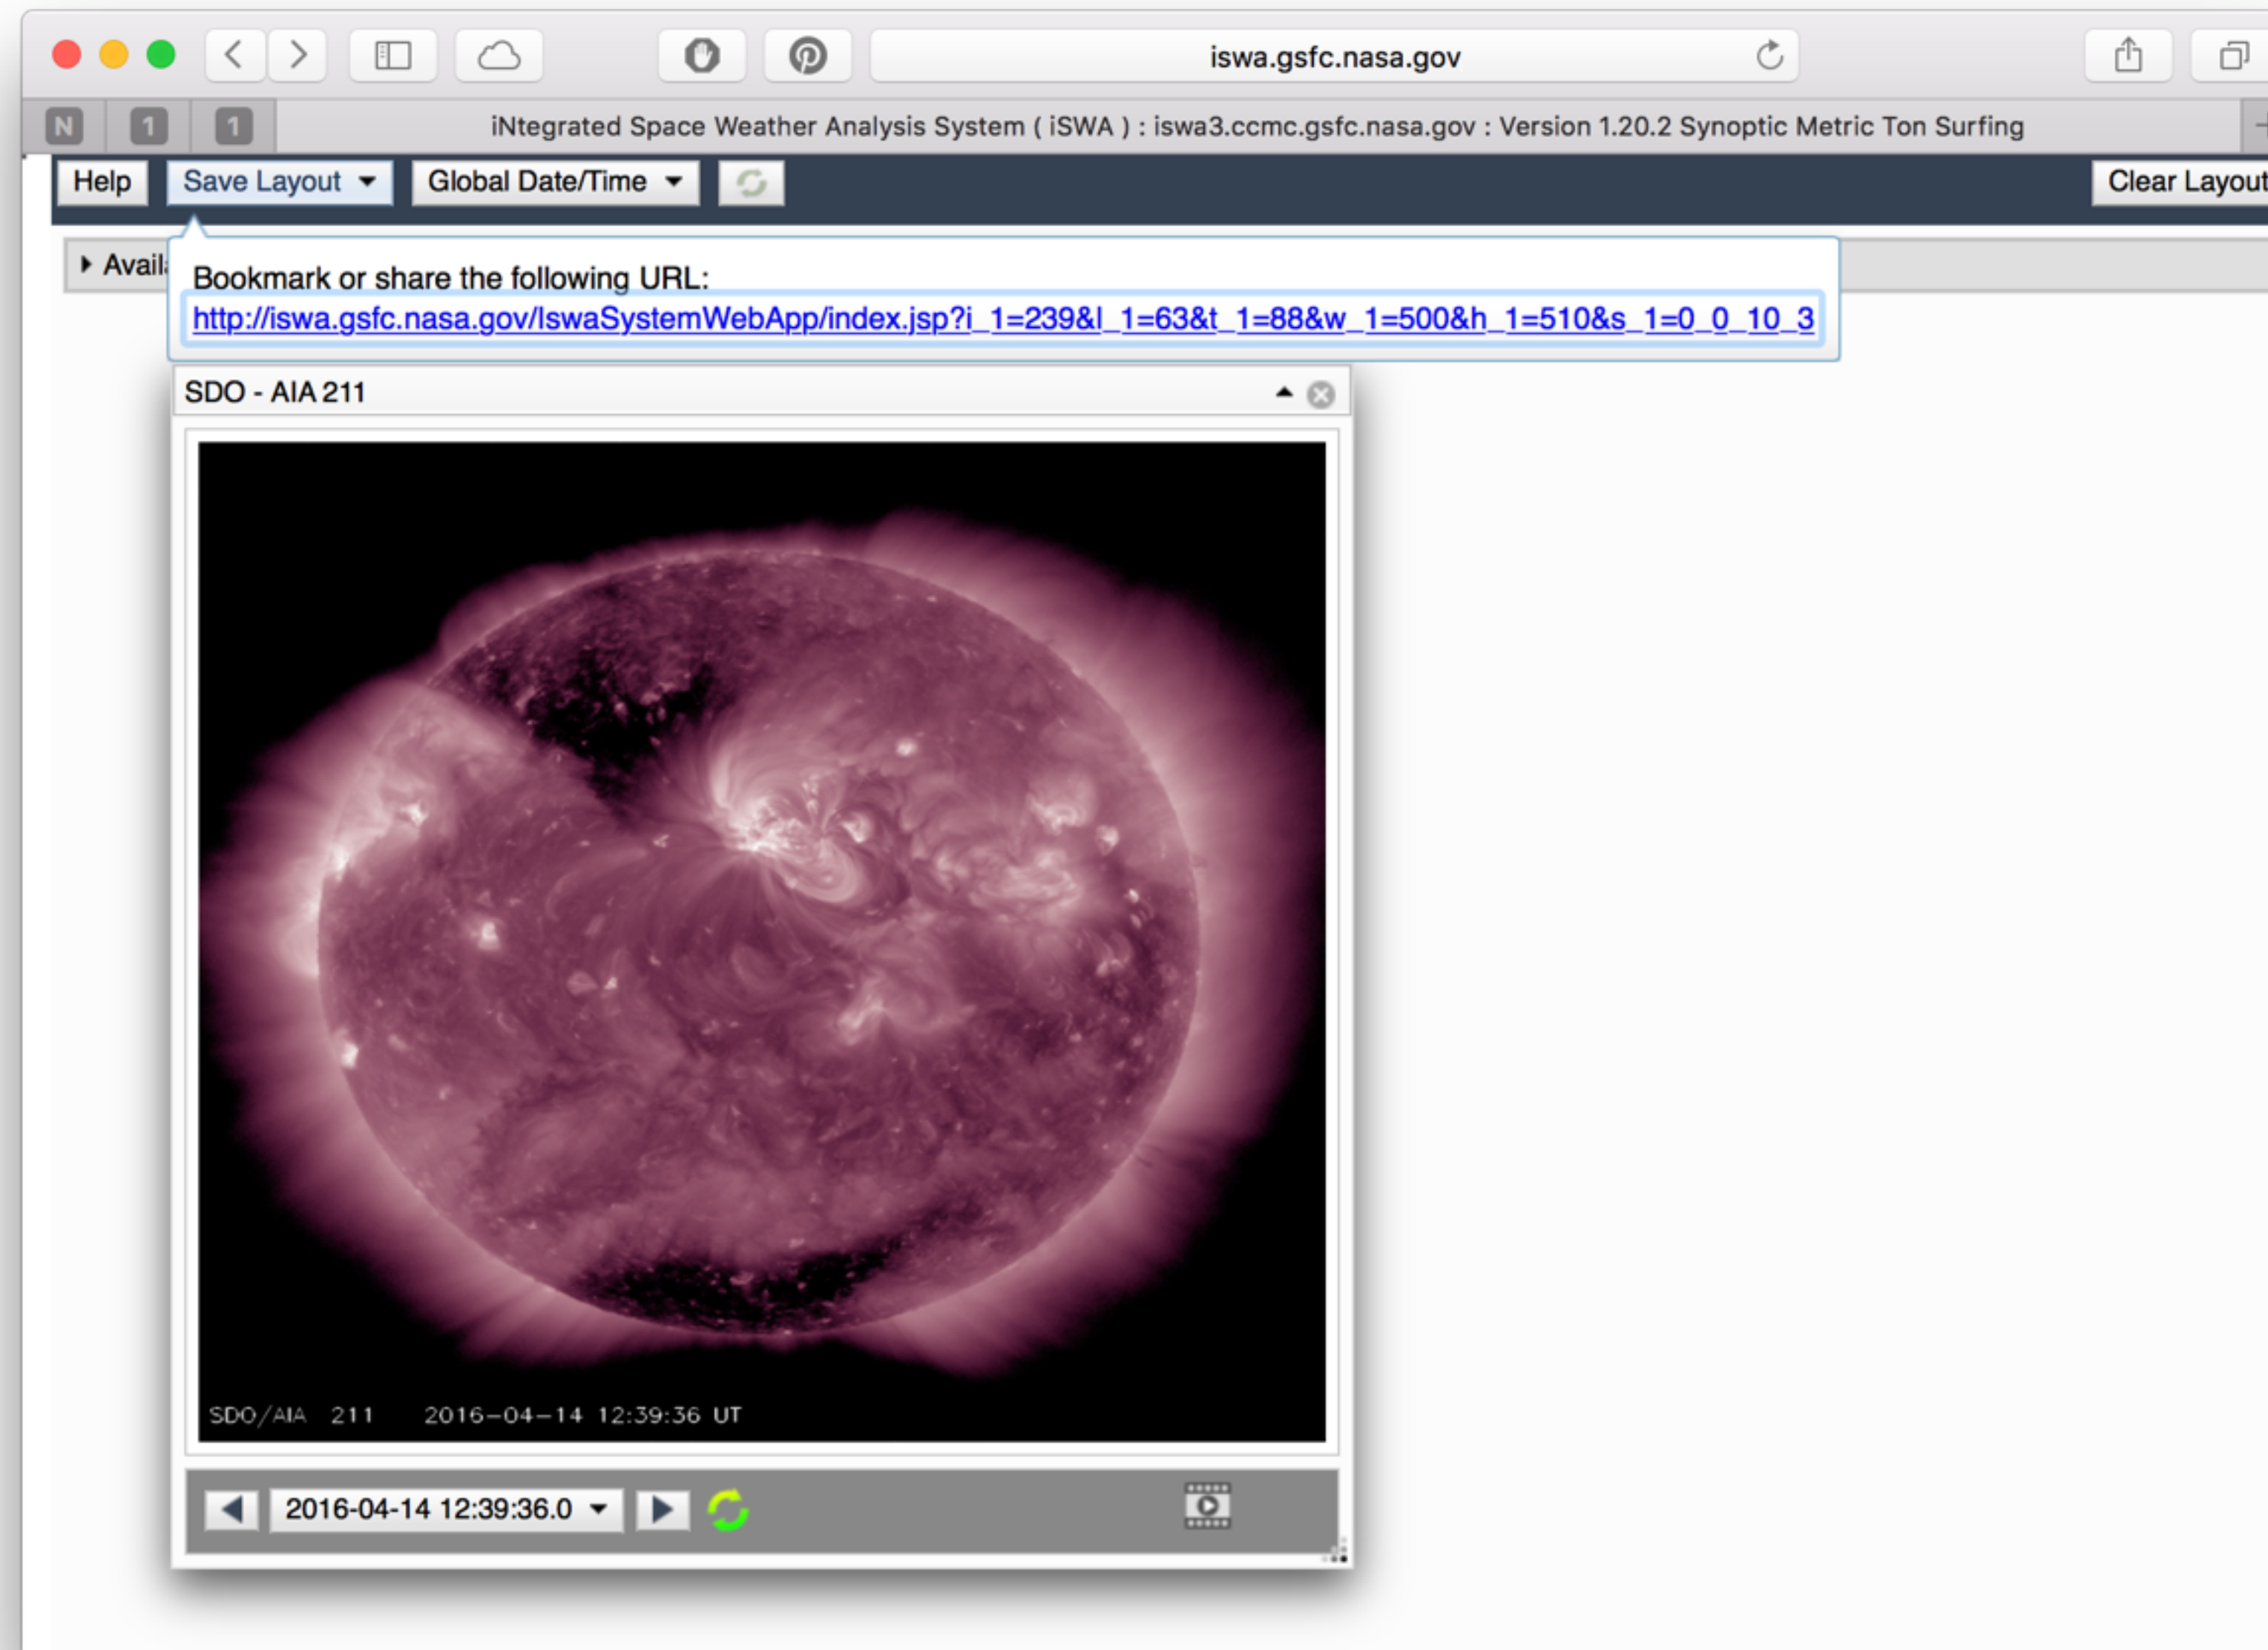 iswa.gsfc.nasa.gov
N 1 1 iNtegrated Space Weather Analysis System ( iSWA ) : iswa3.ccmc.gsfc.nasa.gov : Version 1.20.2 Synoptic Metric Ton Surfing
Help Save Layout Global Date/Time Clear Layout
Bookmark or share the following URL:
http://iswa.gsfc.nasa.gov/IswaSystemWebApp/index.jsp?i_1=239&l_1=63&t_1=88&w_1=500&h_1=510&s_1=0_0_10_3
SDO - AIA 211
SDO/AIA 211 2016-04-14 12:39:36 UT
2016-04-14 12:39:36.0